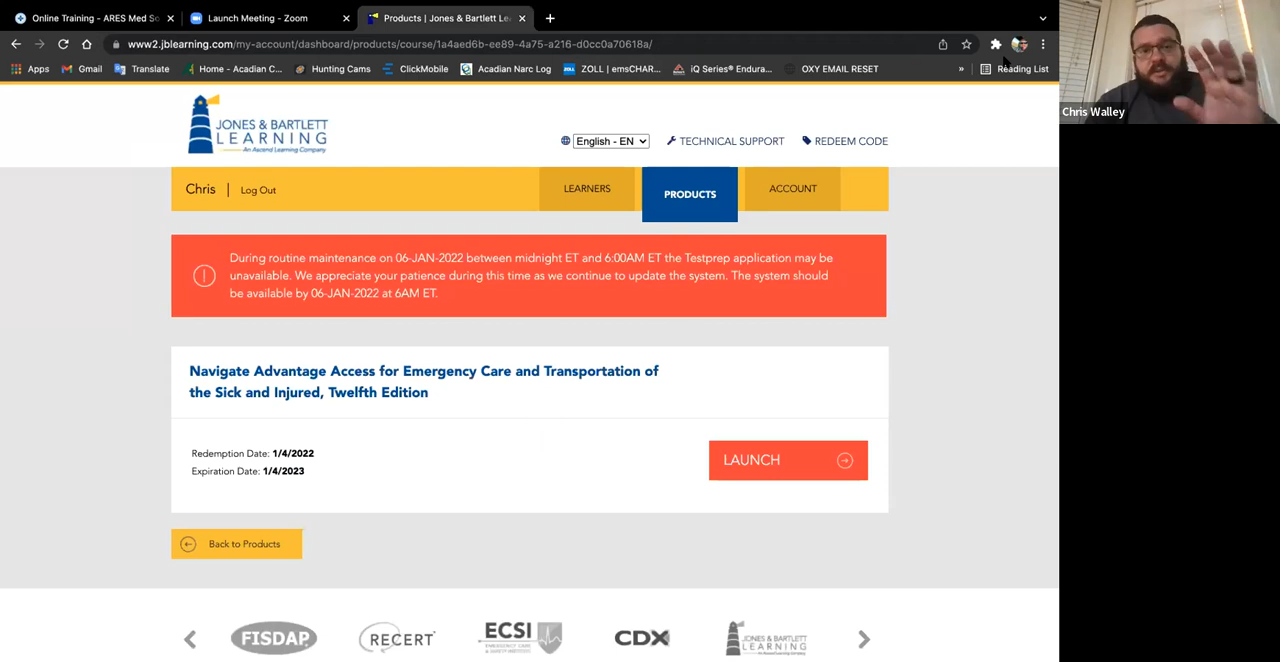 Online Training - ARES Med So
Launch Meeting - Zoom
Products | Jones & Bartlett Le
www2.jblearning.com/my-account/dashboard/products/course/1a4aed6b-ee89-4a75-a216-d0cc0a70618a/
Apps
Gmail
Translate
Home - Acadian C...
Hunting Cams
ClickMobile
Acadian Narc Log
ZOLL | emsCHAR...
iQ Series® Endura...
OXY EMAIL RESET
»
Reading List
Chris Walley
JONES & BARTLETT
LEARNING
An Ascend Learning Company
English - EN
TECHNICAL SUPPORT
REDEEM CODE
Chris | Log Out
LEARNERS
PRODUCTS
ACCOUNT
During routine maintenance on 06-JAN-2022 between midnight ET and 6:00AM ET the Testprep application may be
unavailable. We appreciate your patience during this time as we continue to update the system. The system should
be available by 06-JAN-2022 at 6AM ET.
Navigate Advantage Access for Emergency Care and Transportation of
the Sick and Injured, Twelfth Edition
Redemption Date: 1/4/2022
Expiration Date: 1/4/2023
LAUNCH
Back to Products
FISDAP
RECERT
ECSI
CDX
JONES & BARTLETT
LEARNING